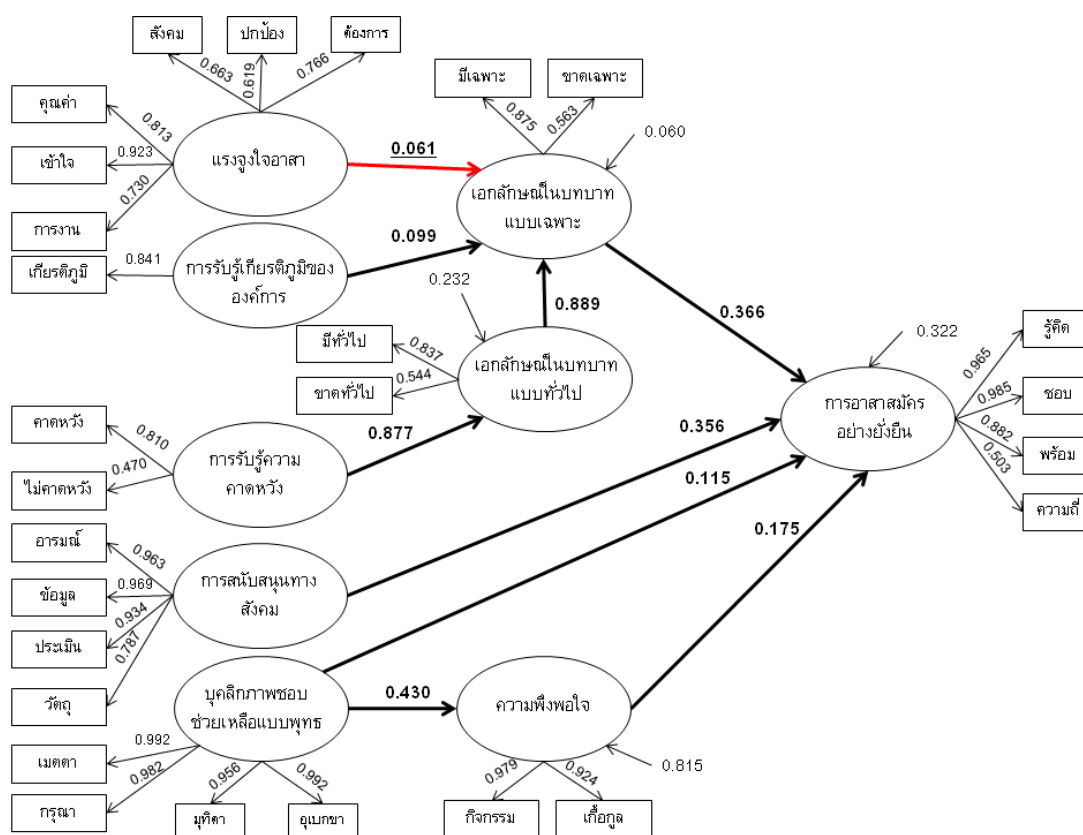 สังคม
ปกป้อง
ต้องการ
0.663
0.619
0.766
มีเฉพาะ
ขาดเฉพาะ
0.875
0.563
คุณค่า
0.813
เข้าใจ
0.923
การงาน
0.730
แรงจูงใจอาสา
0.061
0.060
เอกลักษณ์ในบทบาท
แบบเฉพาะ
เกียรติภูมิ
0.841
การรับรู้เกียรติภูมิของ
องค์การ
0.099
0.232
0.889
0.366
มีทั่วไป
0.837
ขาดทั่วไป
0.544
เอกลักษณ์ในบทบาท
แบบทั่วไป
0.322
รู้คิด
0.965
ชอบ
0.985
พร้อม
0.882
ความถี่
0.503
การอาสาสมัคร
อย่างยั่งยืน
คาดหวัง
0.810
ไม่คาดหวัง
0.470
การรับรู้ความ
คาดหวัง
0.877
0.356
0.115
0.175
อารมณ์
0.963
ข้อมูล
0.969
ประเมิน
0.934
วัตถุ
0.787
การสนับสนุนทาง
สังคม
บุคลิกภาพชอบ
ช่วยเหลือแบบพุทธ
0.430
ความพึงพอใจ
0.815
เมตตา
0.992
กรุณา
0.982
มุทิตา
0.956
อุเบกขา
0.992
กิจกรรม
0.979
เกื้อกูล
0.924